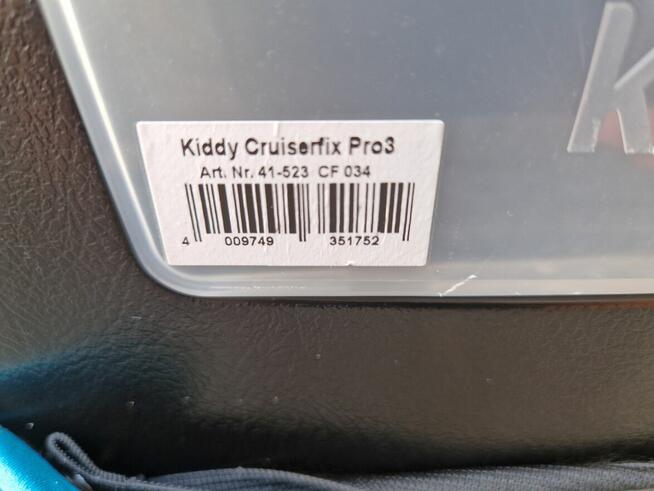 Kiddy Cruiserfix Pro3
Art. Nr. 41-523 CF 034
4 009749 351752
K